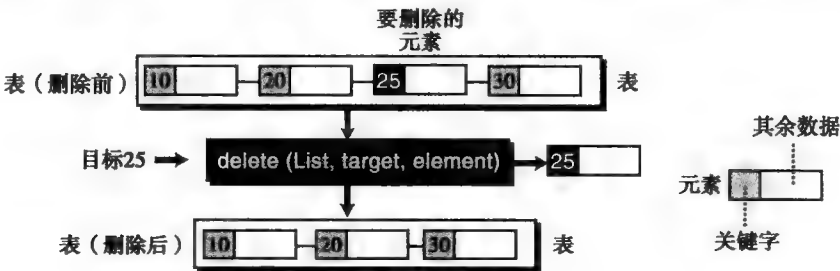 要删除的
元素
表（删除前） 10 20 25 30 表
目标25 delete (List, target, element) 25
其余数据
元素
关键字
表（删除后） 10 20 30 表